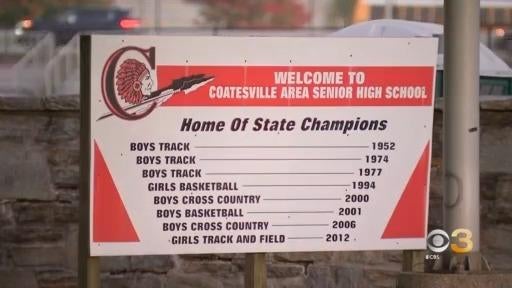 C
WELCOME TO
COATESVILLE AREA SENIOR HIGH SCHOOL
Home Of State Champions
BOYS TRACK 1952
BOYS TRACK 1974
BOYS TRACK 1977
GIRLS BASKETBALL 1994
BOYS CROSS COUNTRY 2000
BOYS BASKETBALL 2001
BOYS CROSS COUNTRY 2006
GIRLS TRACK AND FIELD 2012
3
©CBS